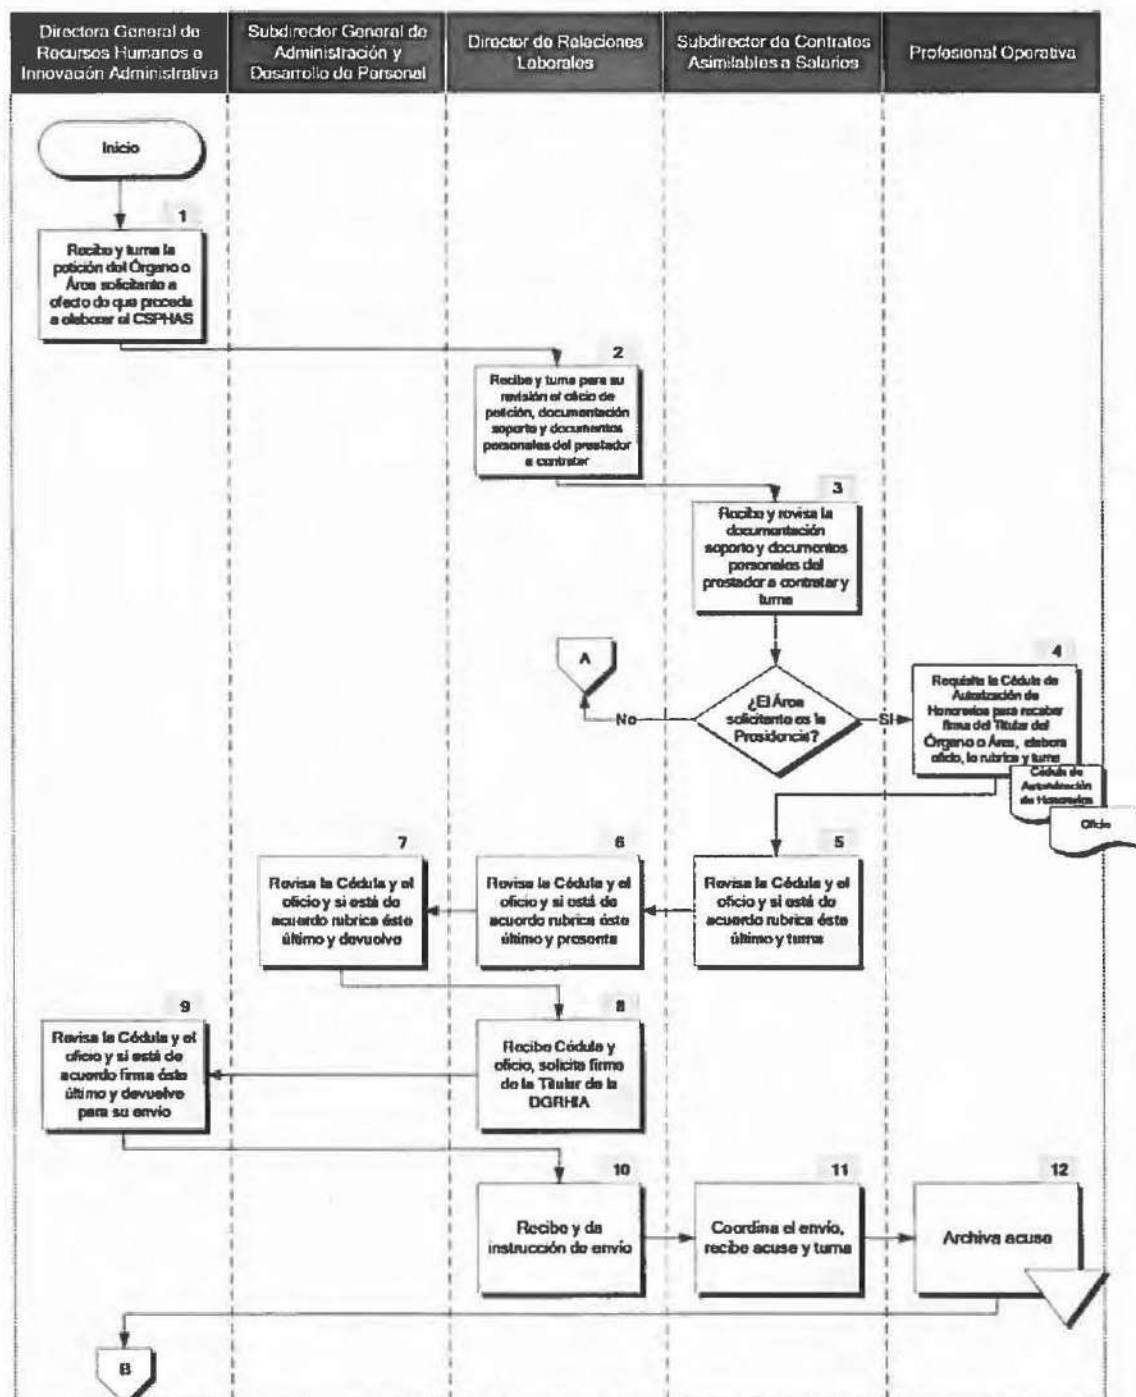 Directora General de
Recursos Humanos e
Innovación Administrativa
Subdirector General de
Administración y
Desarrollo de Personal
Director de Relaciones
Laborales
Subdirector de Contratos
Asimilables a Salarios
Profesional Operativa
Inicio
1
Recibe y turna la
petición del Órgano o
Área solicitante a
efecto de que proceda
a elaborar el CSPHAS
2
Recibe y turna para su
revisión el oficio de
petición, documentación
soporte y documentos
personales del prestador
a contratar
3
Recibe y revisa la
documentación
soporte y documentos
personales del
prestador a contratar y
turna
A
¿El Área
solicitante es la
Presidencia?
No
SI
4
Requisita la Cédula de
Autorización de
Honorarios para recabar
firma del Titular del
Órgano o Área, elabora
oficio, lo rubrica y turna
Cédula de
Autorización
de Honorarios
Oficio
7
Revisa la Cédula y el
oficio y si está de
acuerdo rubrica éste
último y devuelve
6
Revisa la Cédula y el
oficio y si está de
acuerdo rubrica éste
último y presenta
5
Revisa la Cédula y el
oficio y si está de
acuerdo rubrica éste
último y turna
9
Revisa la Cédula y el
oficio y si está de
acuerdo firma éste
último y devuelve
para su envío
8
Recibe Cédula y
oficio, solicita firma
de la Titular de la
DGRHIA
10
Recibe y da
instrucción de envío
11
Coordina el envío,
recibe acuse y turna
12
Archiva acuse
B